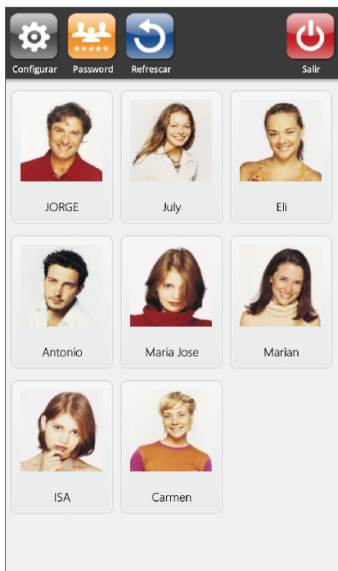 Configurar Password Refrescar Salir
JORGE July Eli
Antonio Maria Jose Marian
ISA Carmen